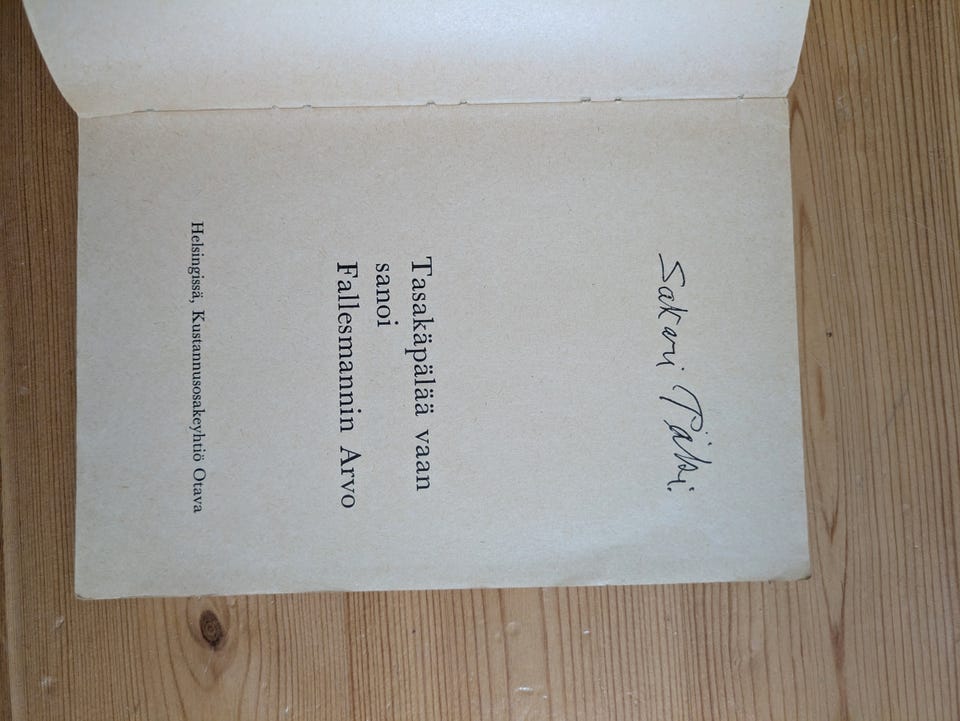 Sakari Pälsi.
Tasakäpälää vaan
sanoi
Fallesmannin Arvo
Helsingissä, Kustannusosakeyhtiö Otava